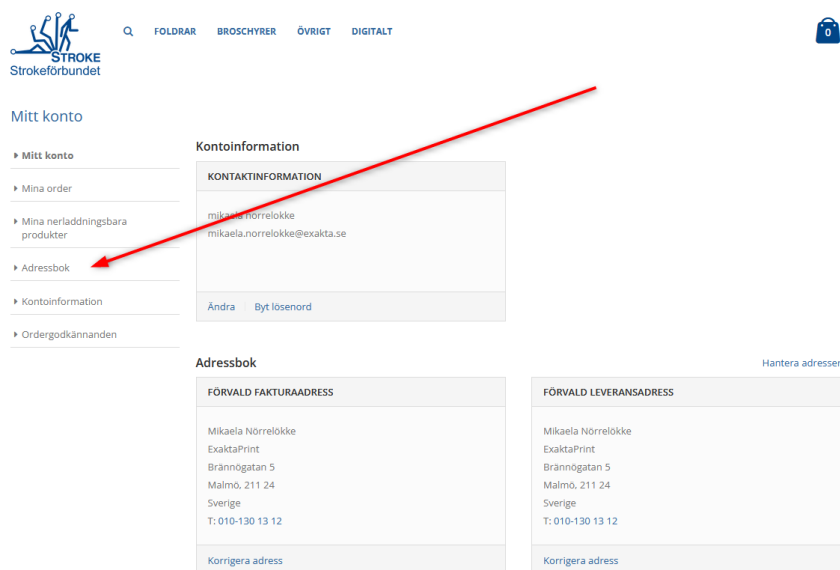 STROKE
Strokeförbundet
FOLDRAR BROSCHYRER ÖVRIGT DIGITALT
0
Mitt konto
Mitt konto
Mina order
Mina nerladdningsbara
produkter
Adressbok
Kontoinformation
Ordergodkännanden
Kontoinformation
KONTAKTINFORMATION
mikaela norrelokke
mikaela.norrelokke@exakta.se
Ändra Byt lösenord
Adressbok
Hantera adresser
FÖRVALD FAKTURAADRESS
Mikaela Nörrelökke
ExaktaPrint
Brännögatan 5
Malmö, 211 24
Sverige
T: 010-130 13 12
Korrigera adress
FÖRVALD LEVERANSADRESS
Mikaela Nörrelökke
ExaktaPrint
Brännögatan 5
Malmö, 211 24
Sverige
T: 010-130 13 12
Korrigera adress